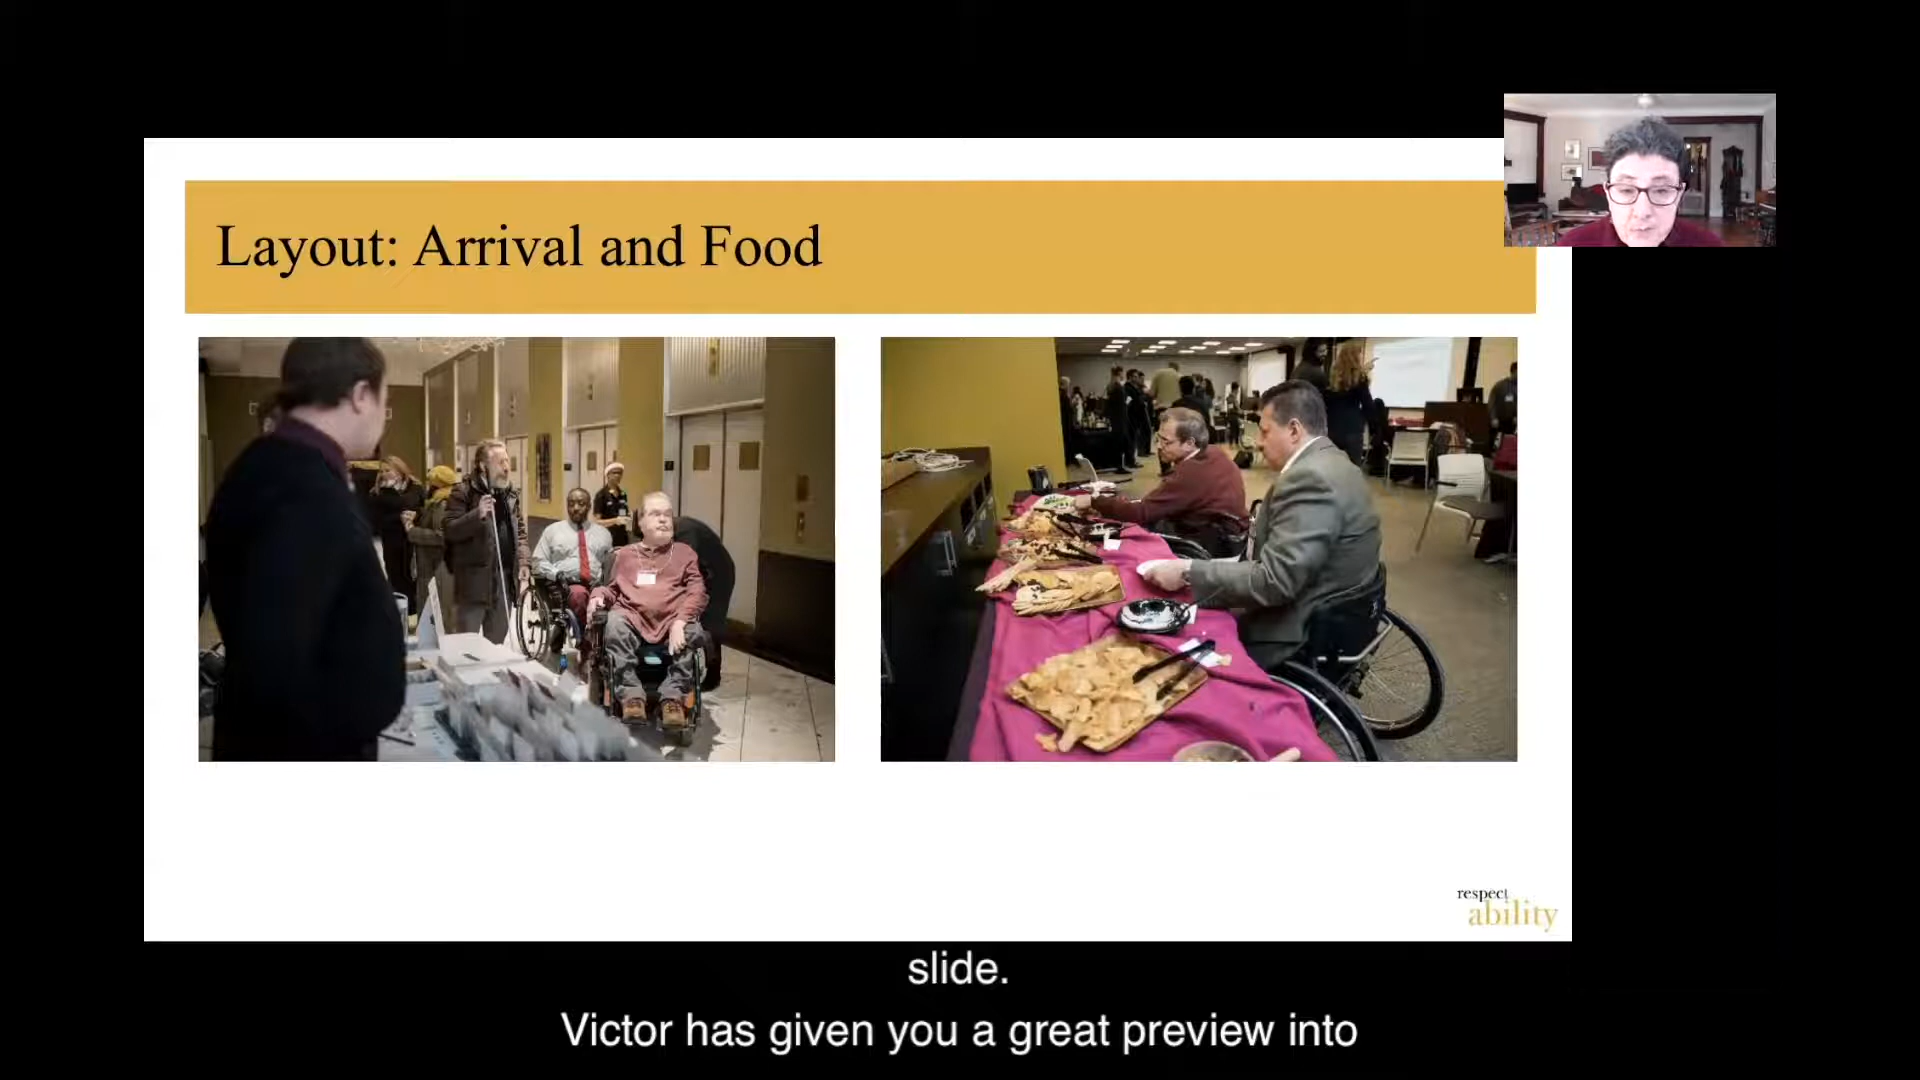 Layout: Arrival and Food
respect
ability
slide.
Victor has given you a great preview into